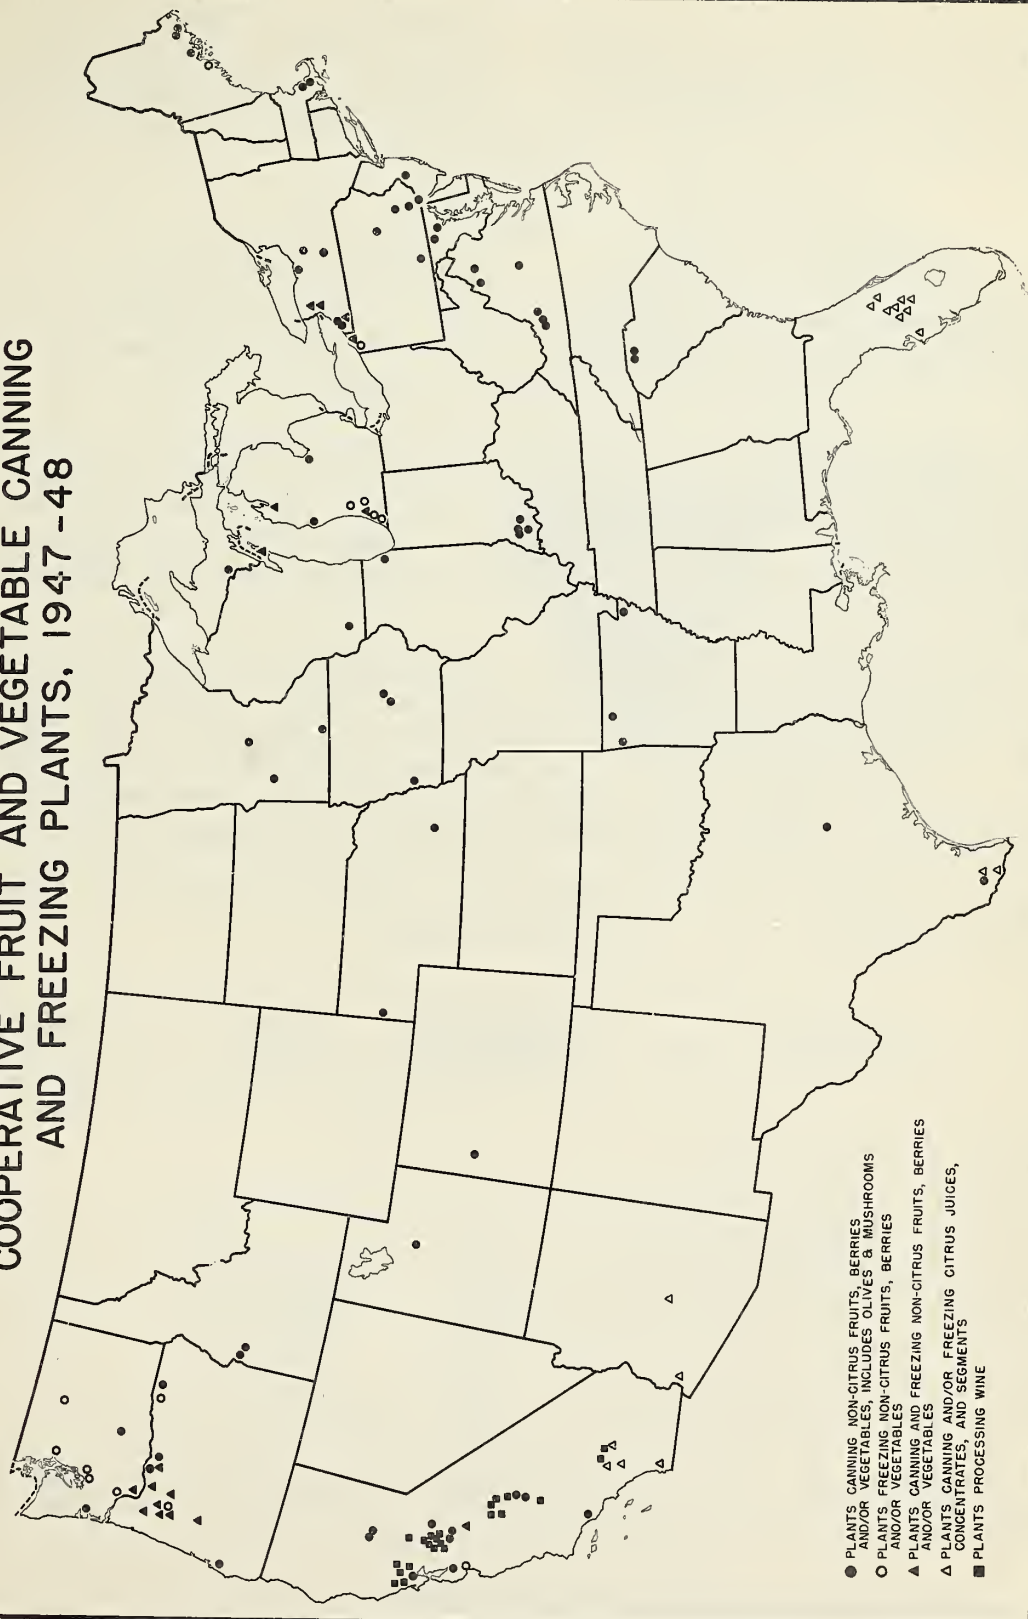 COOPERATIVE FRUIT AND VEGETABLE CANNING
AND FREEZING PLANTS, 1947-48
PLANTS CANNING NON-CITRUS FRUITS, BERRIES
AND/OR VEGETABLES, INCLUDES OLIVES & MUSHROOMS
PLANTS FREEZING NON-CITRUS FRUITS, BERRIES
AND/OR VEGETABLES
PLANTS CANNING AND FREEZING NON-CITRUS FRUITS, BERRIES
AND/OR VEGETABLES
PLANTS CANNING AND/OR FREEZING CITRUS JUICES,
CONCENTRATES, AND SEGMENTS
PLANTS PROCESSING WINE